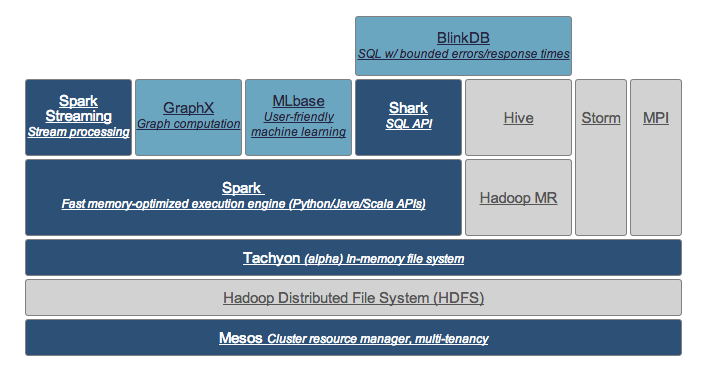 BlinkDB
SQL w/ bounded errors/response times
Spark
Streaming
Stream processing
GraphX
Graph computation
MLbase
User-friendly
machine learning
Shark
SQL API
Hive
Storm
MPI
Spark
Fast memory-optimized execution engine (Python/Java/Scala APIs)
Hadoop MR
Tachyon (alpha) In-memory file system
Hadoop Distributed File System (HDFS)
Mesos Cluster resource manager, multi-tenancy